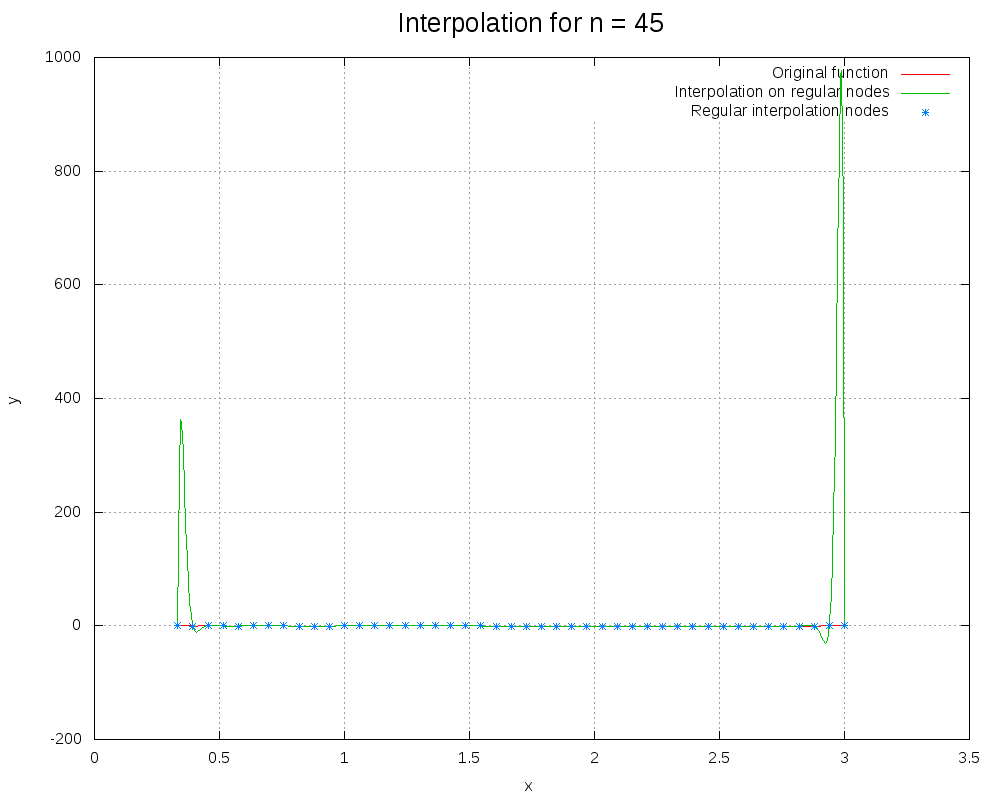 Interpolation for n = 45
1000
800
600
400
200
0
-200
y
Original function
Interpolation on regular nodes
Regular interpolation nodes
0 0.5 1 1.5 2 2.5 3 3.5
x